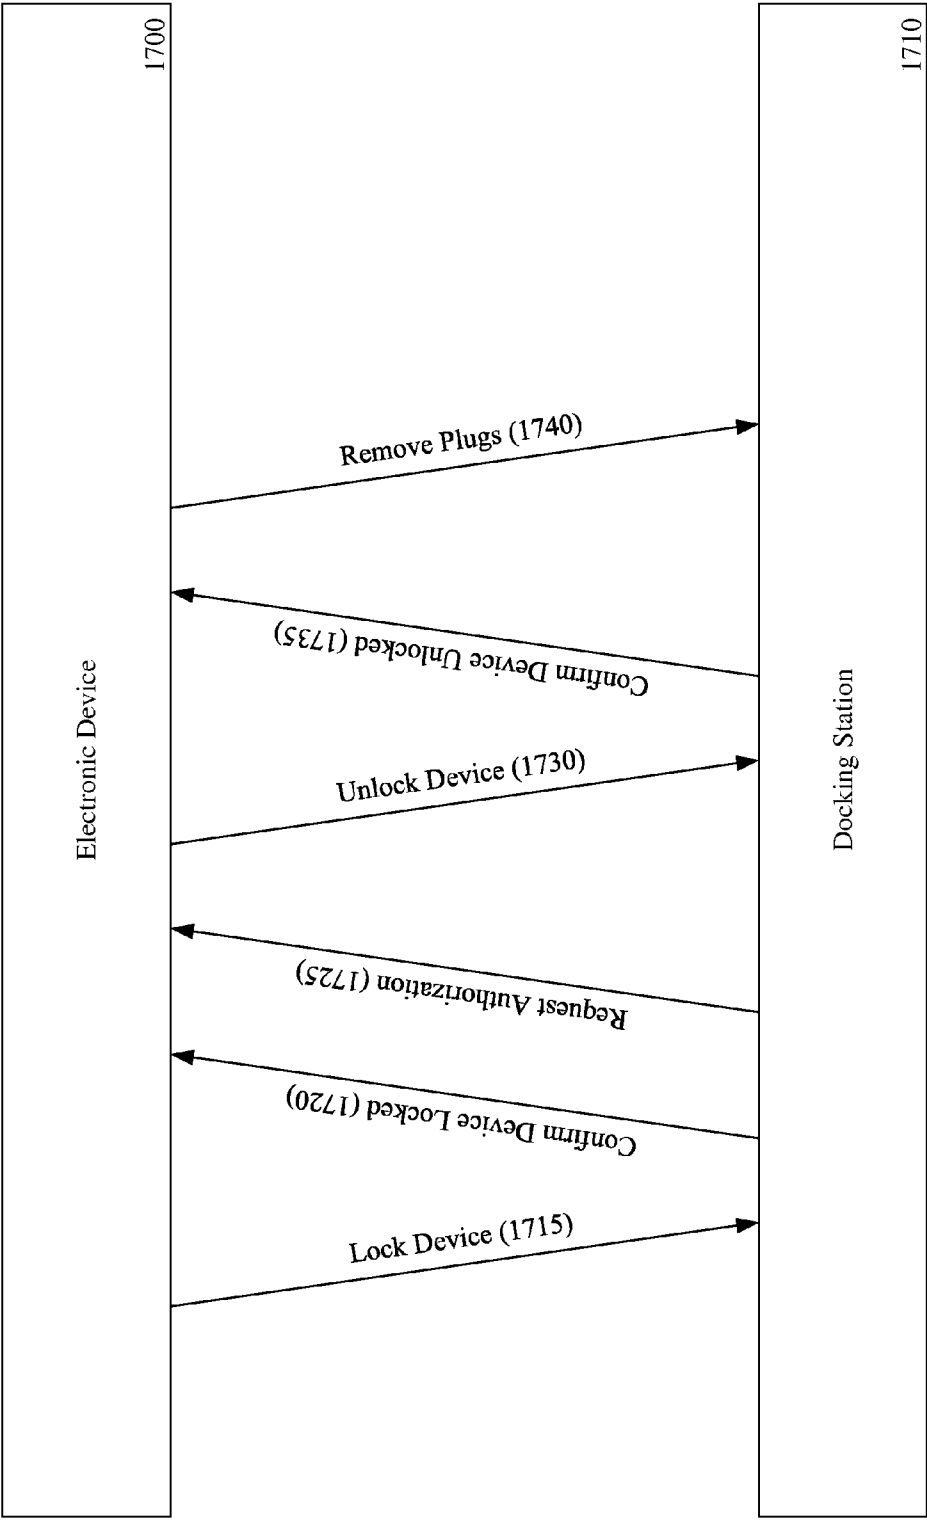 Electronic Device
1700
Lock Device (1715)
Confirm Device Locked (1720)
Request Authorization (1725)
Unlock Device (1730)
Confirm Device Unlocked (1735)
Remove Plugs (1740)
Docking Station
1710